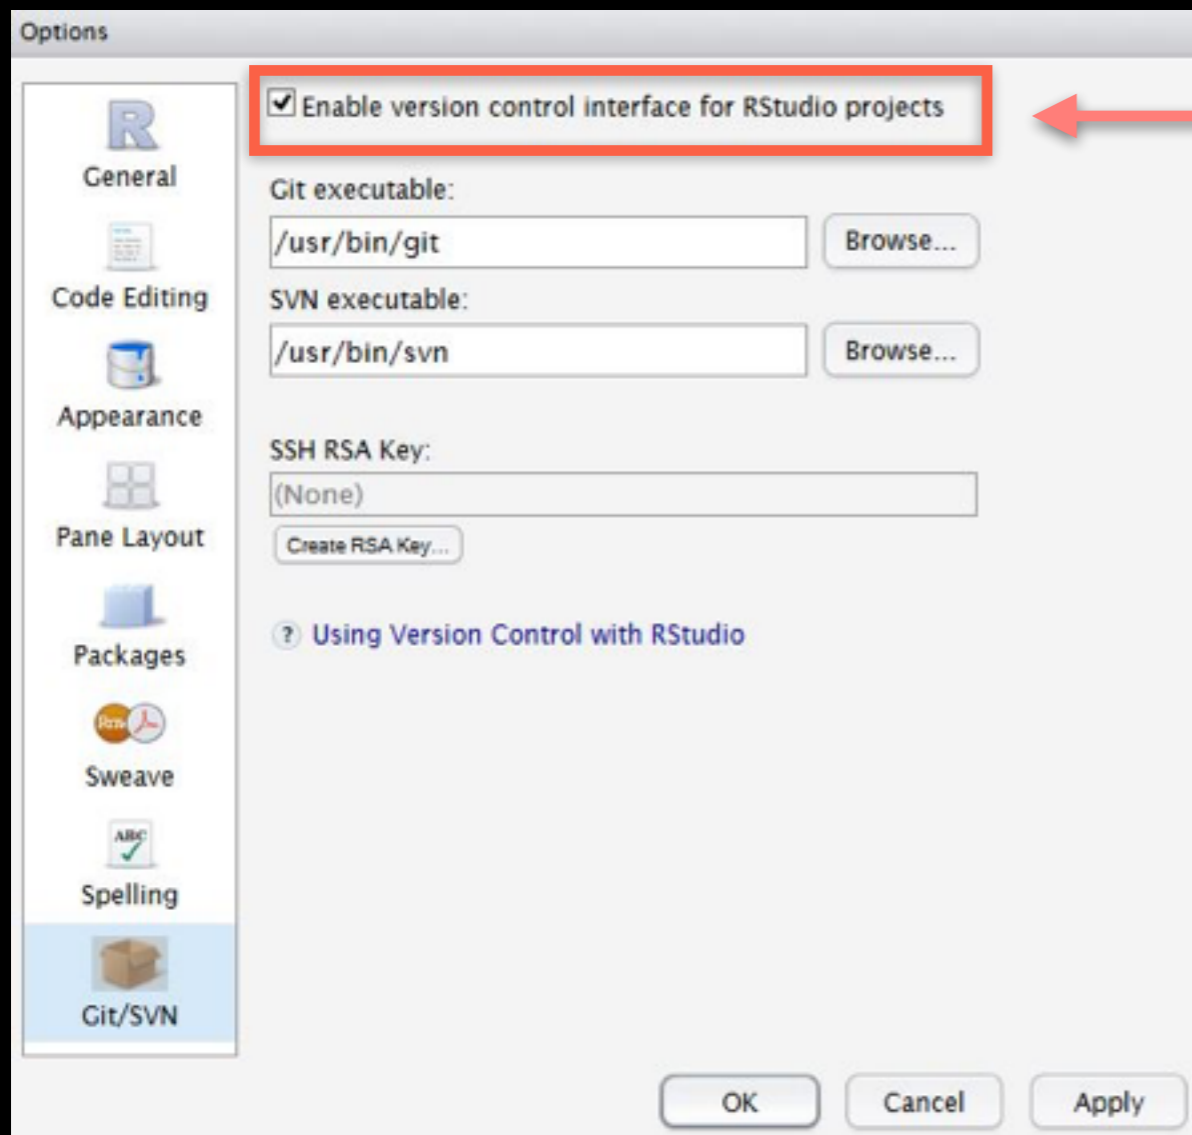 Options
R
General
Code Editing
Appearance
Pane Layout
Packages
Rnw
Sweave
ABC
Spelling
Git/SVN
Enable version control interface for RStudio projects
Git executable:
/usr/bin/git
Browse...
SVN executable:
/usr/bin/svn
Browse...
SSH RSA Key:
(None)
Create RSA Key...
? Using Version Control with RStudio
OK
Cancel
Apply